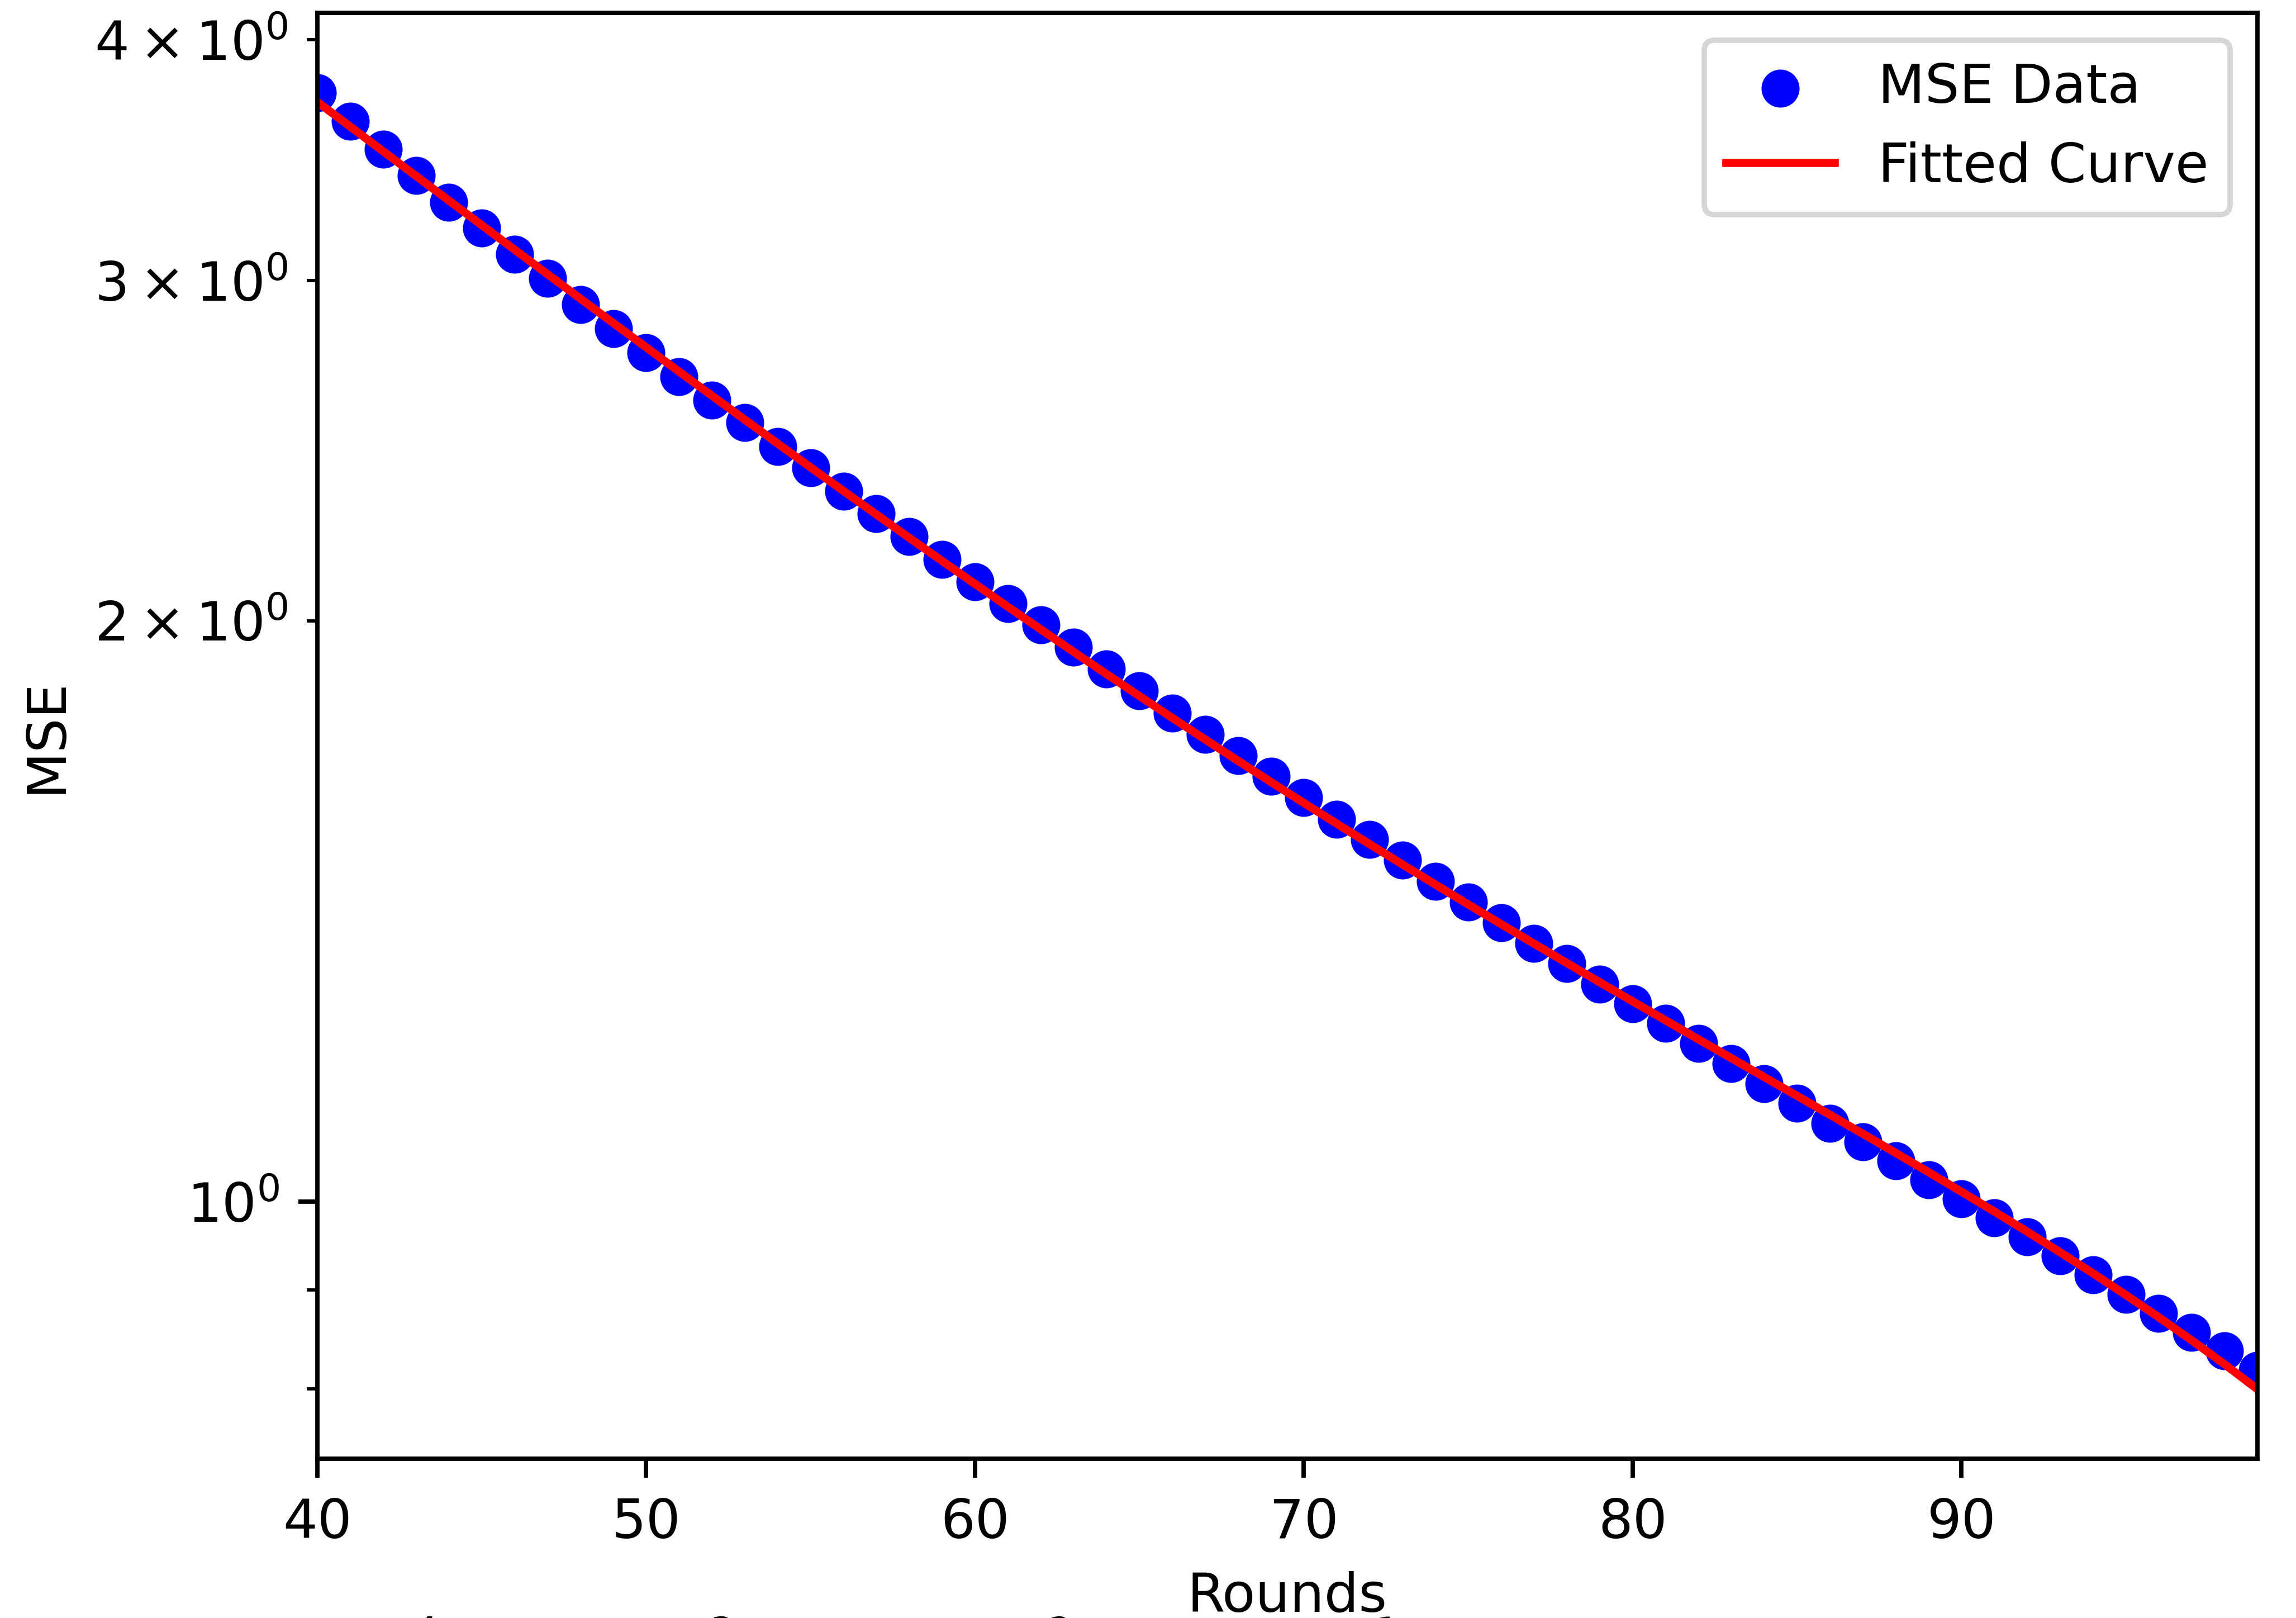 4 × 10⁰
3 × 10⁰
2 × 10⁰
10⁰
MSE
MSE Data
Fitted Curve
40 50 60 70 80 90
Rounds